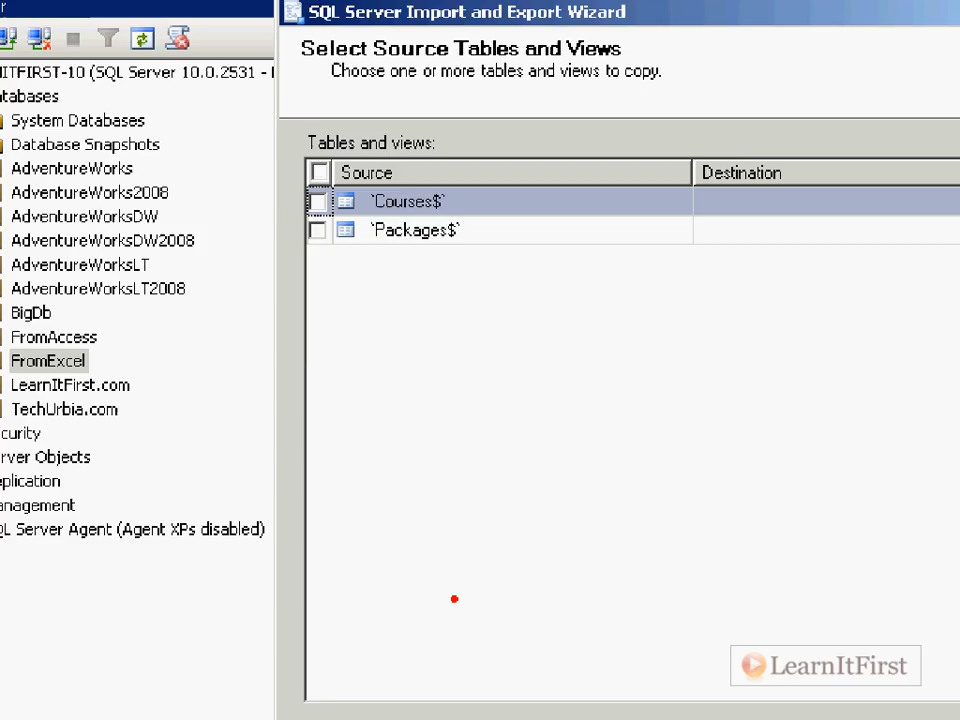 SQL Server Import and Export Wizard
Select Source Tables and Views
Choose one or more tables and views to copy.
Tables and views:
Source Destination
`Courses$`
`Packages$`
ITFIRST-10 (SQL Server 10.0.2531 -
tabases
System Databases
Database Snapshots
AdventureWorks
AdventureWorks2008
AdventureWorksDW
AdventureWorksDW2008
AdventureWorksLT
AdventureWorksLT2008
BigDb
FromAccess
FromExcel
LearnItFirst.com
TechUrbia.com
curity
rver Objects
eplication
anagement
QL Server Agent (Agent XPs disabled)
LearnItFirst